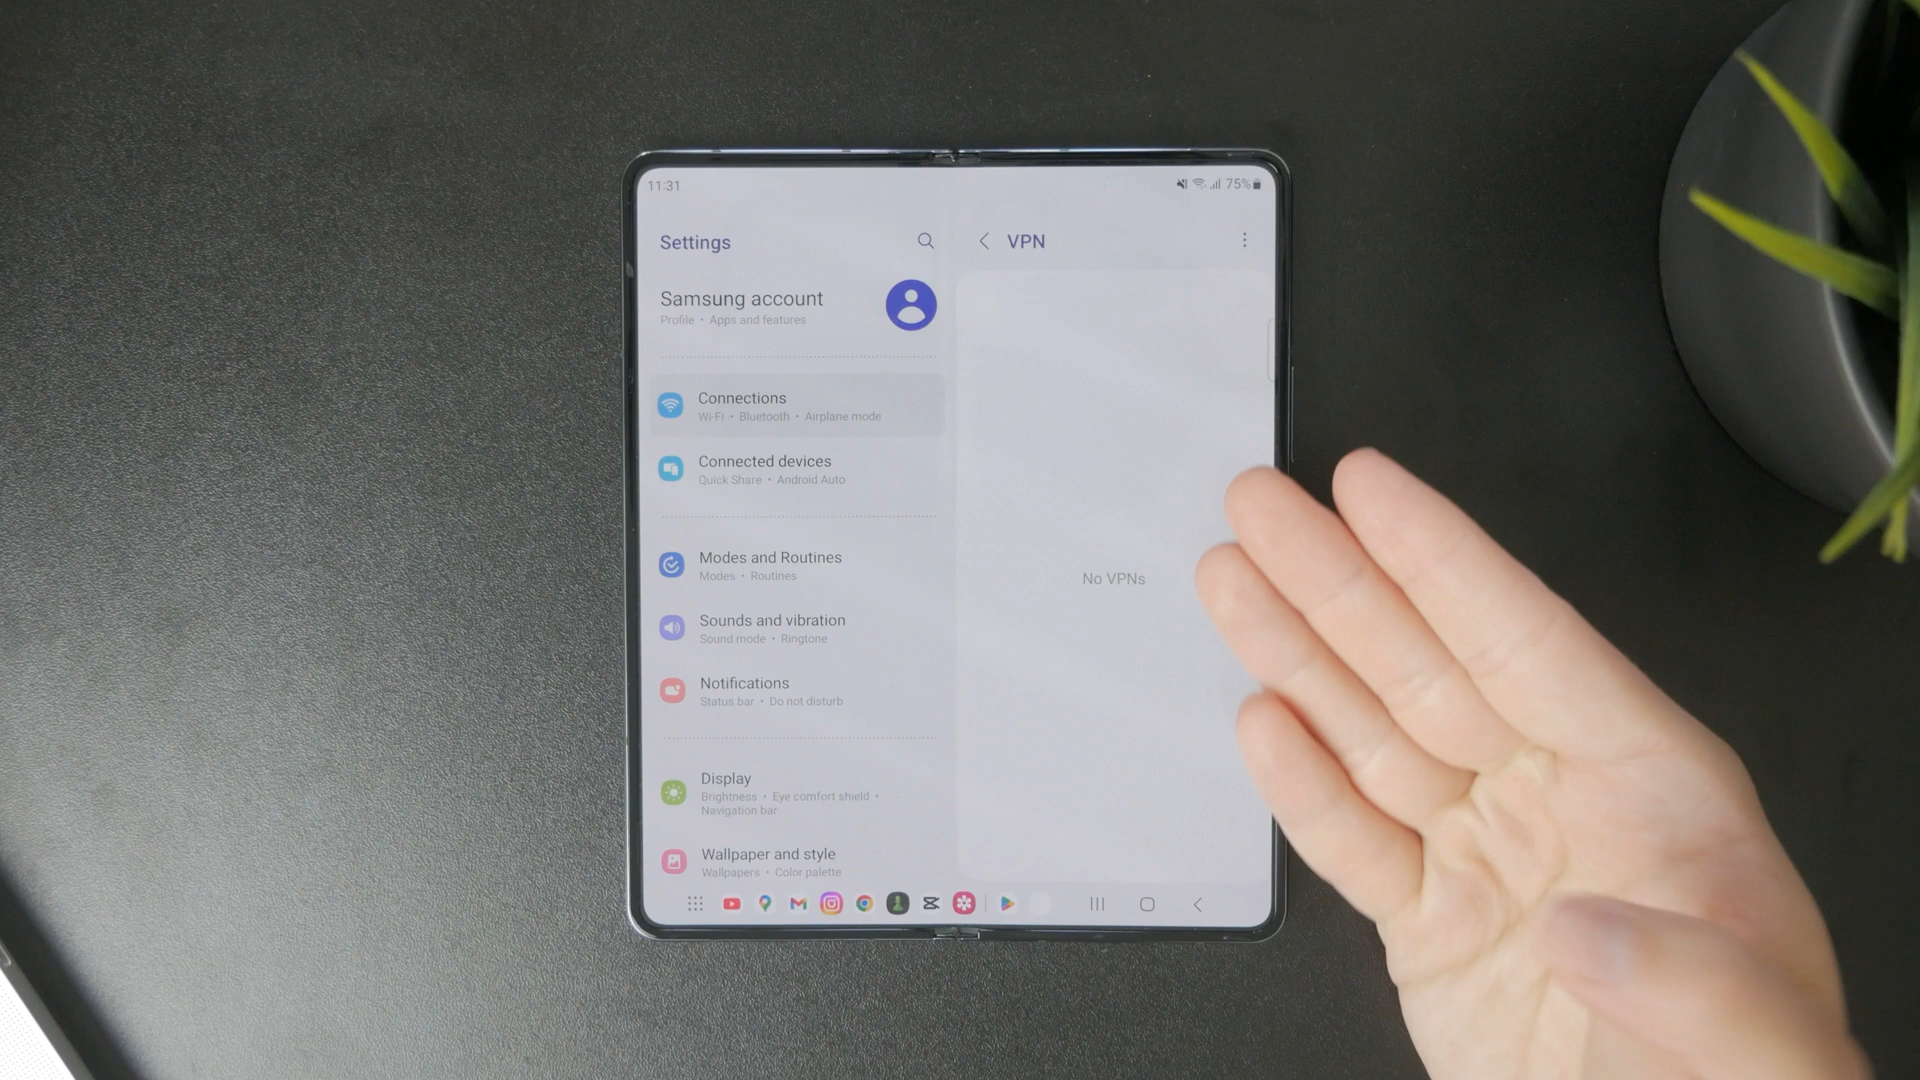 11:31
75%
Settings
Samsung account
Profile • Apps and features
Connections
Wi-Fi • Bluetooth • Airplane mode
Connected devices
Quick Share • Android Auto
Modes and Routines
Modes • Routines
Sounds and vibration
Sound mode • Ringtone
Notifications
Status bar • Do not disturb
Display
Brightness • Eye comfort shield •
Navigation bar
Wallpaper and style
Wallpapers • Color palette
VPN
No VPNs